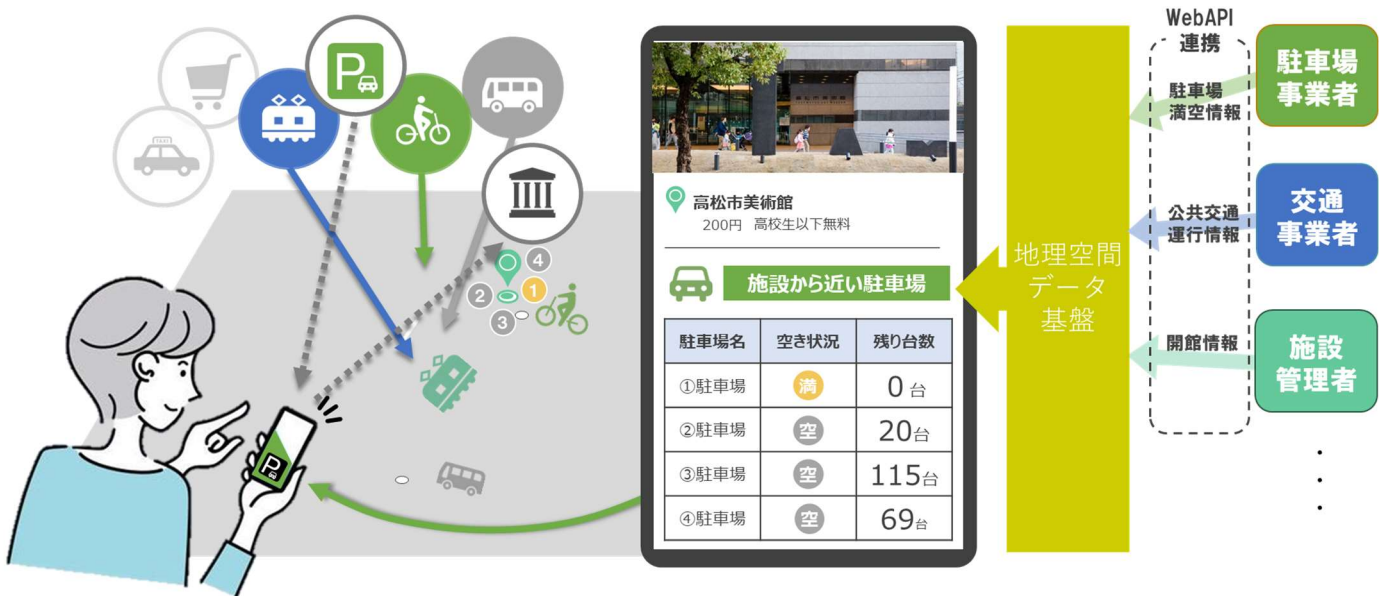 TAXI
P
4
1
2
3
P
高松市美術館
200円 高校生以下無料
施設から近い駐車場
駐車場名 空き状況 残り台数
①駐車場 満 0台
②駐車場 空 20台
③駐車場 空 115台
④駐車場 空 69台
地理空間
データ
基盤
WebAPI
連携
駐車場
満空情報
公共交通
運行情報
開館情報
駐車場
事業者
交通
事業者
施設
管理者